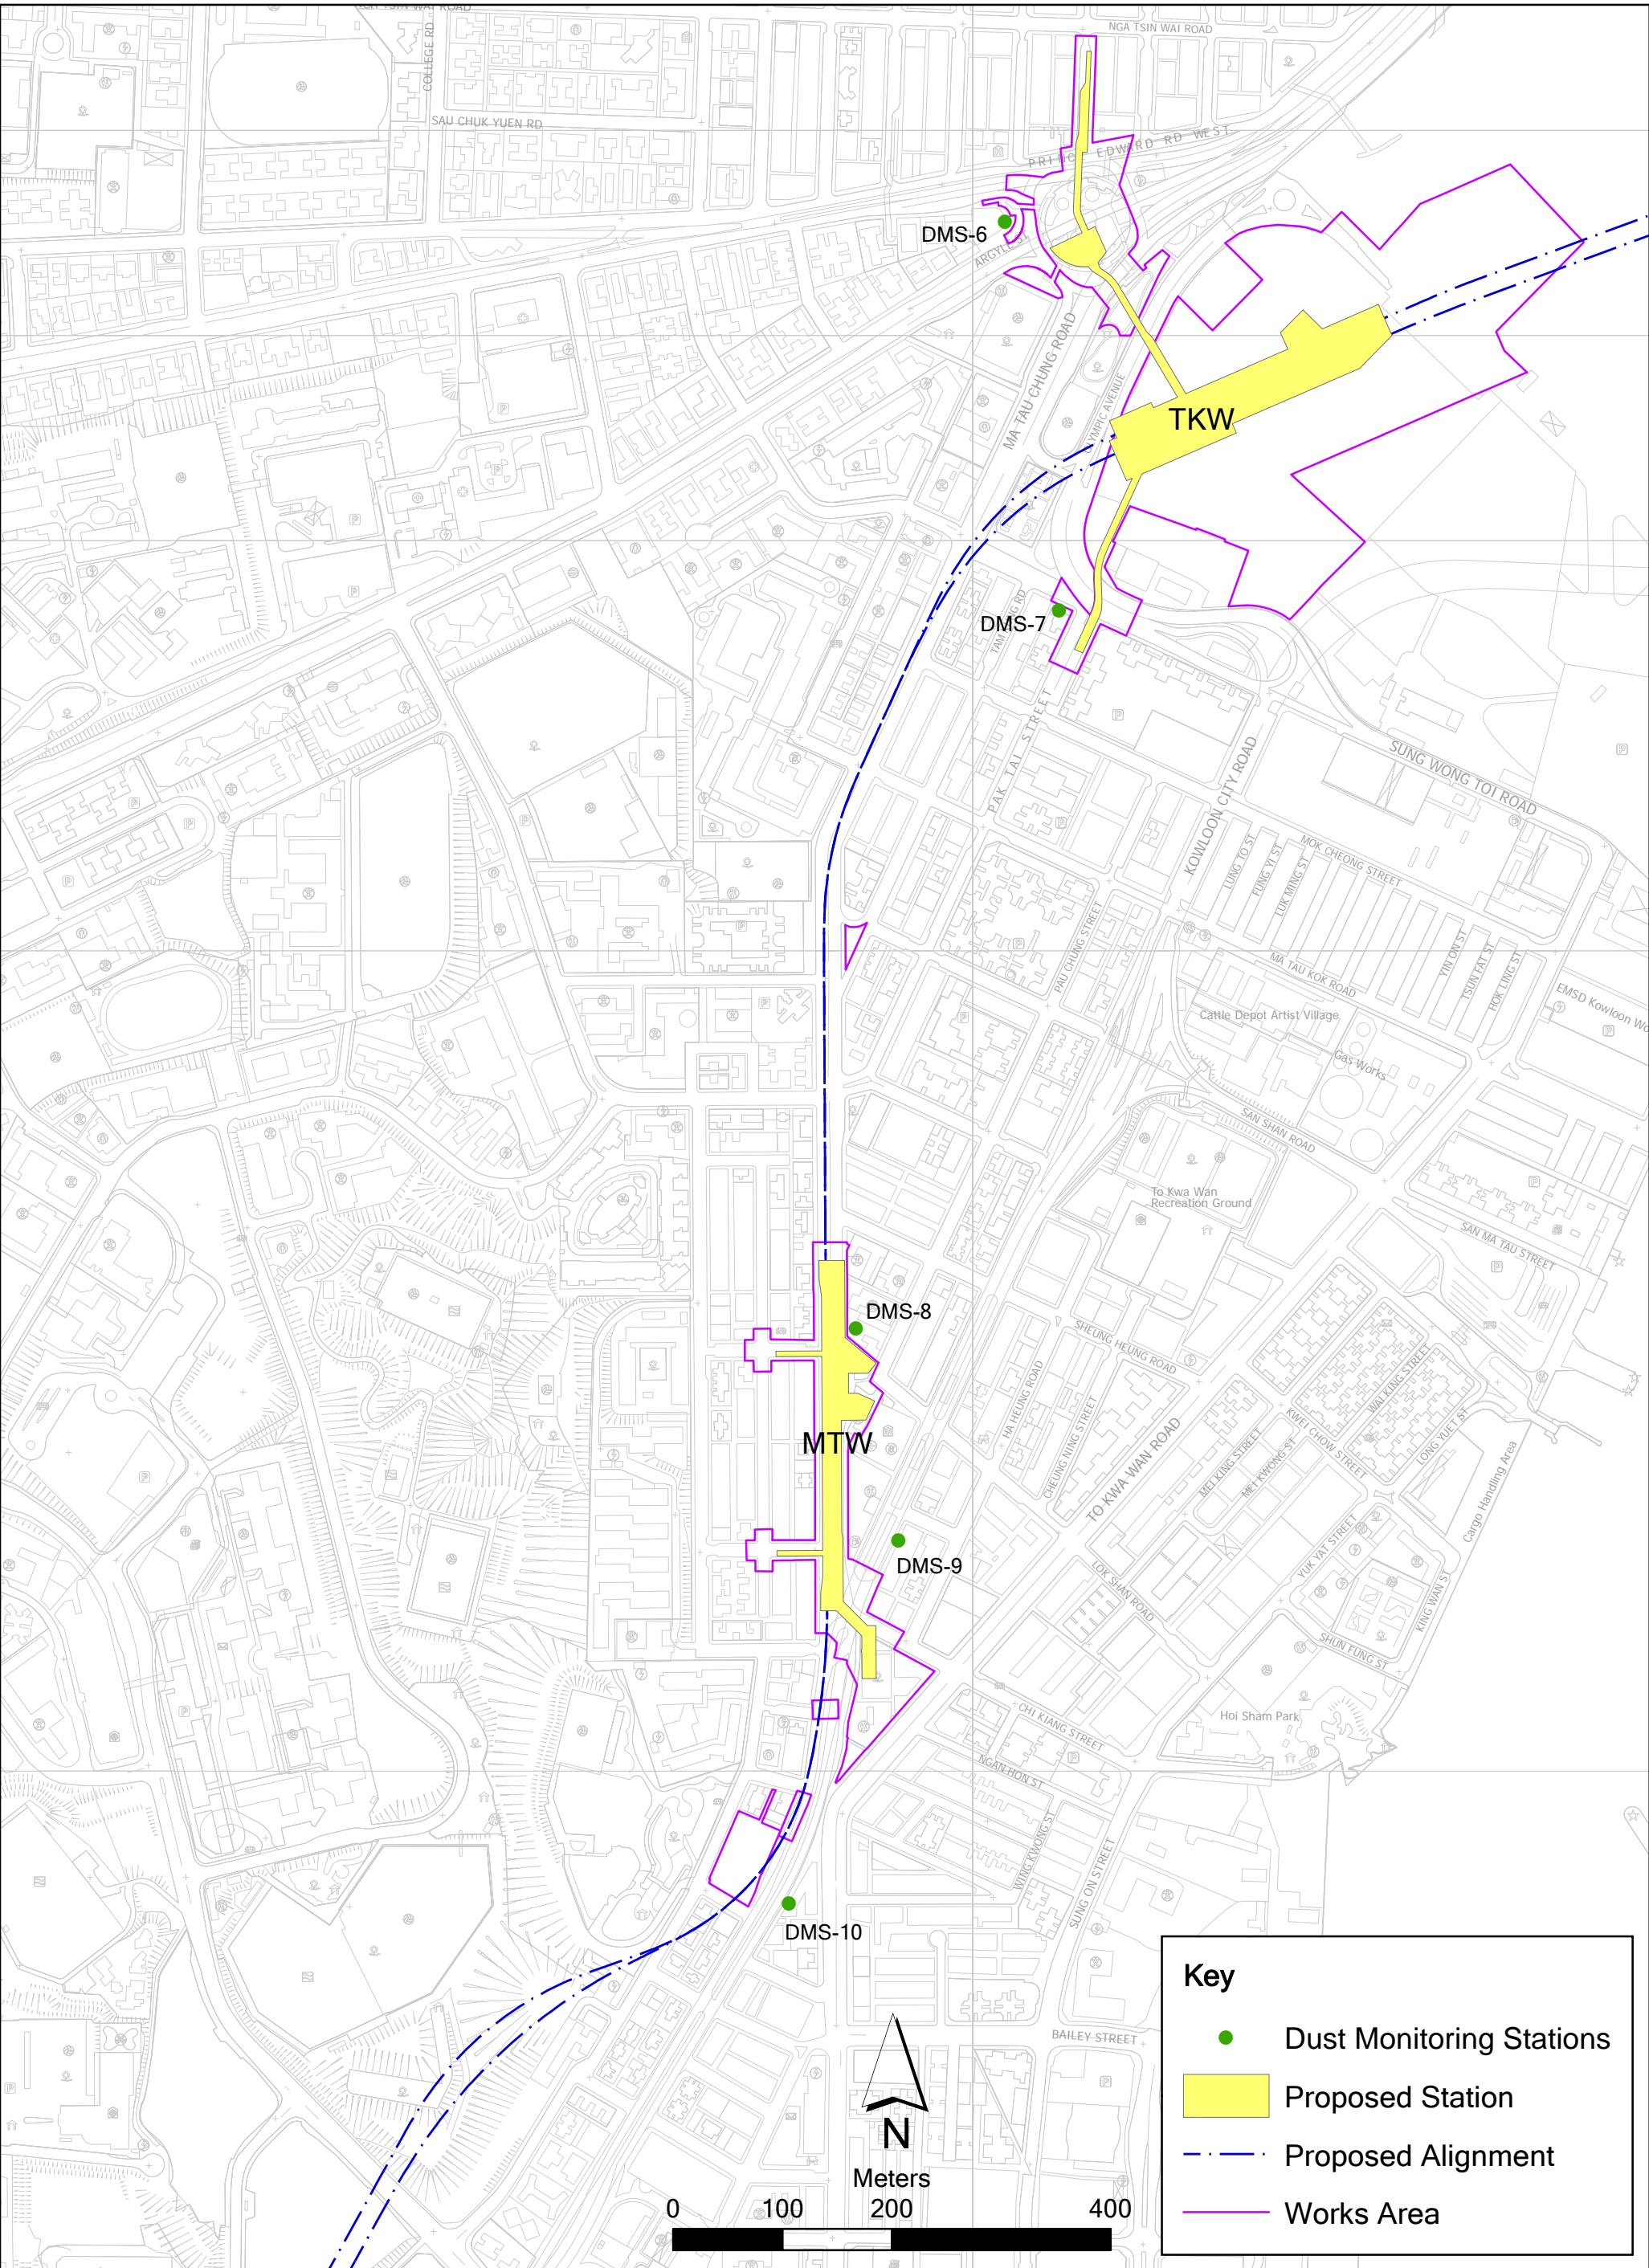 NGA TSIN WAI ROAD
NGA TSIN WAI ROAD
COLLEGE RD
SAU CHUK YUEN RD
PRINCE EDWARD RD WEST
DMS-6
ARGYLE ST
MA TAU CHUNG ROAD
OLYMPIC AVENUE
TKW
DMS-7
PAK TAI STREET
SUNG WONG TOI ROAD
KOWLOON CITY ROAD
LUNG TO ST
FUNG YI ST
LUK MING ST
MOK CHEONG STREET
PAU CHUNG STREET
MA TAU KOK ROAD
YIN ON ST
TSUN FAT ST
HOK LING ST
EMSD Kowloon Wo
Cattle Depot Artist Village
Gas Works
SAN SHAN ROAD
To Kwa Wan
Recreation Ground
SAN MA TAU STREET
DMS-8
SHEUNG HEUNG ROAD
HA HEUNG ROAD
CHEUNG NING STREET
TO KWA WAN ROAD
WALKING STREET
KWEI CHOW STREET
LONG YUET ST
MEI KING STREET
MEI KWONG ST
MTW
Cargo Handling Area
DMS-9
YUK YAT STREET
LOK SHAN ROAD
KING WAN ST
SHUN FUNG ST
CHI KIANG STREET
Hoi Sham Park
NGAN HON ST
WING KWONG ST
SUNG ON STREET
DMS-10
BAILEY STREET
N
Meters
0 100 200 400
Key
Dust Monitoring Stations
Proposed Station
Proposed Alignment
Works Area